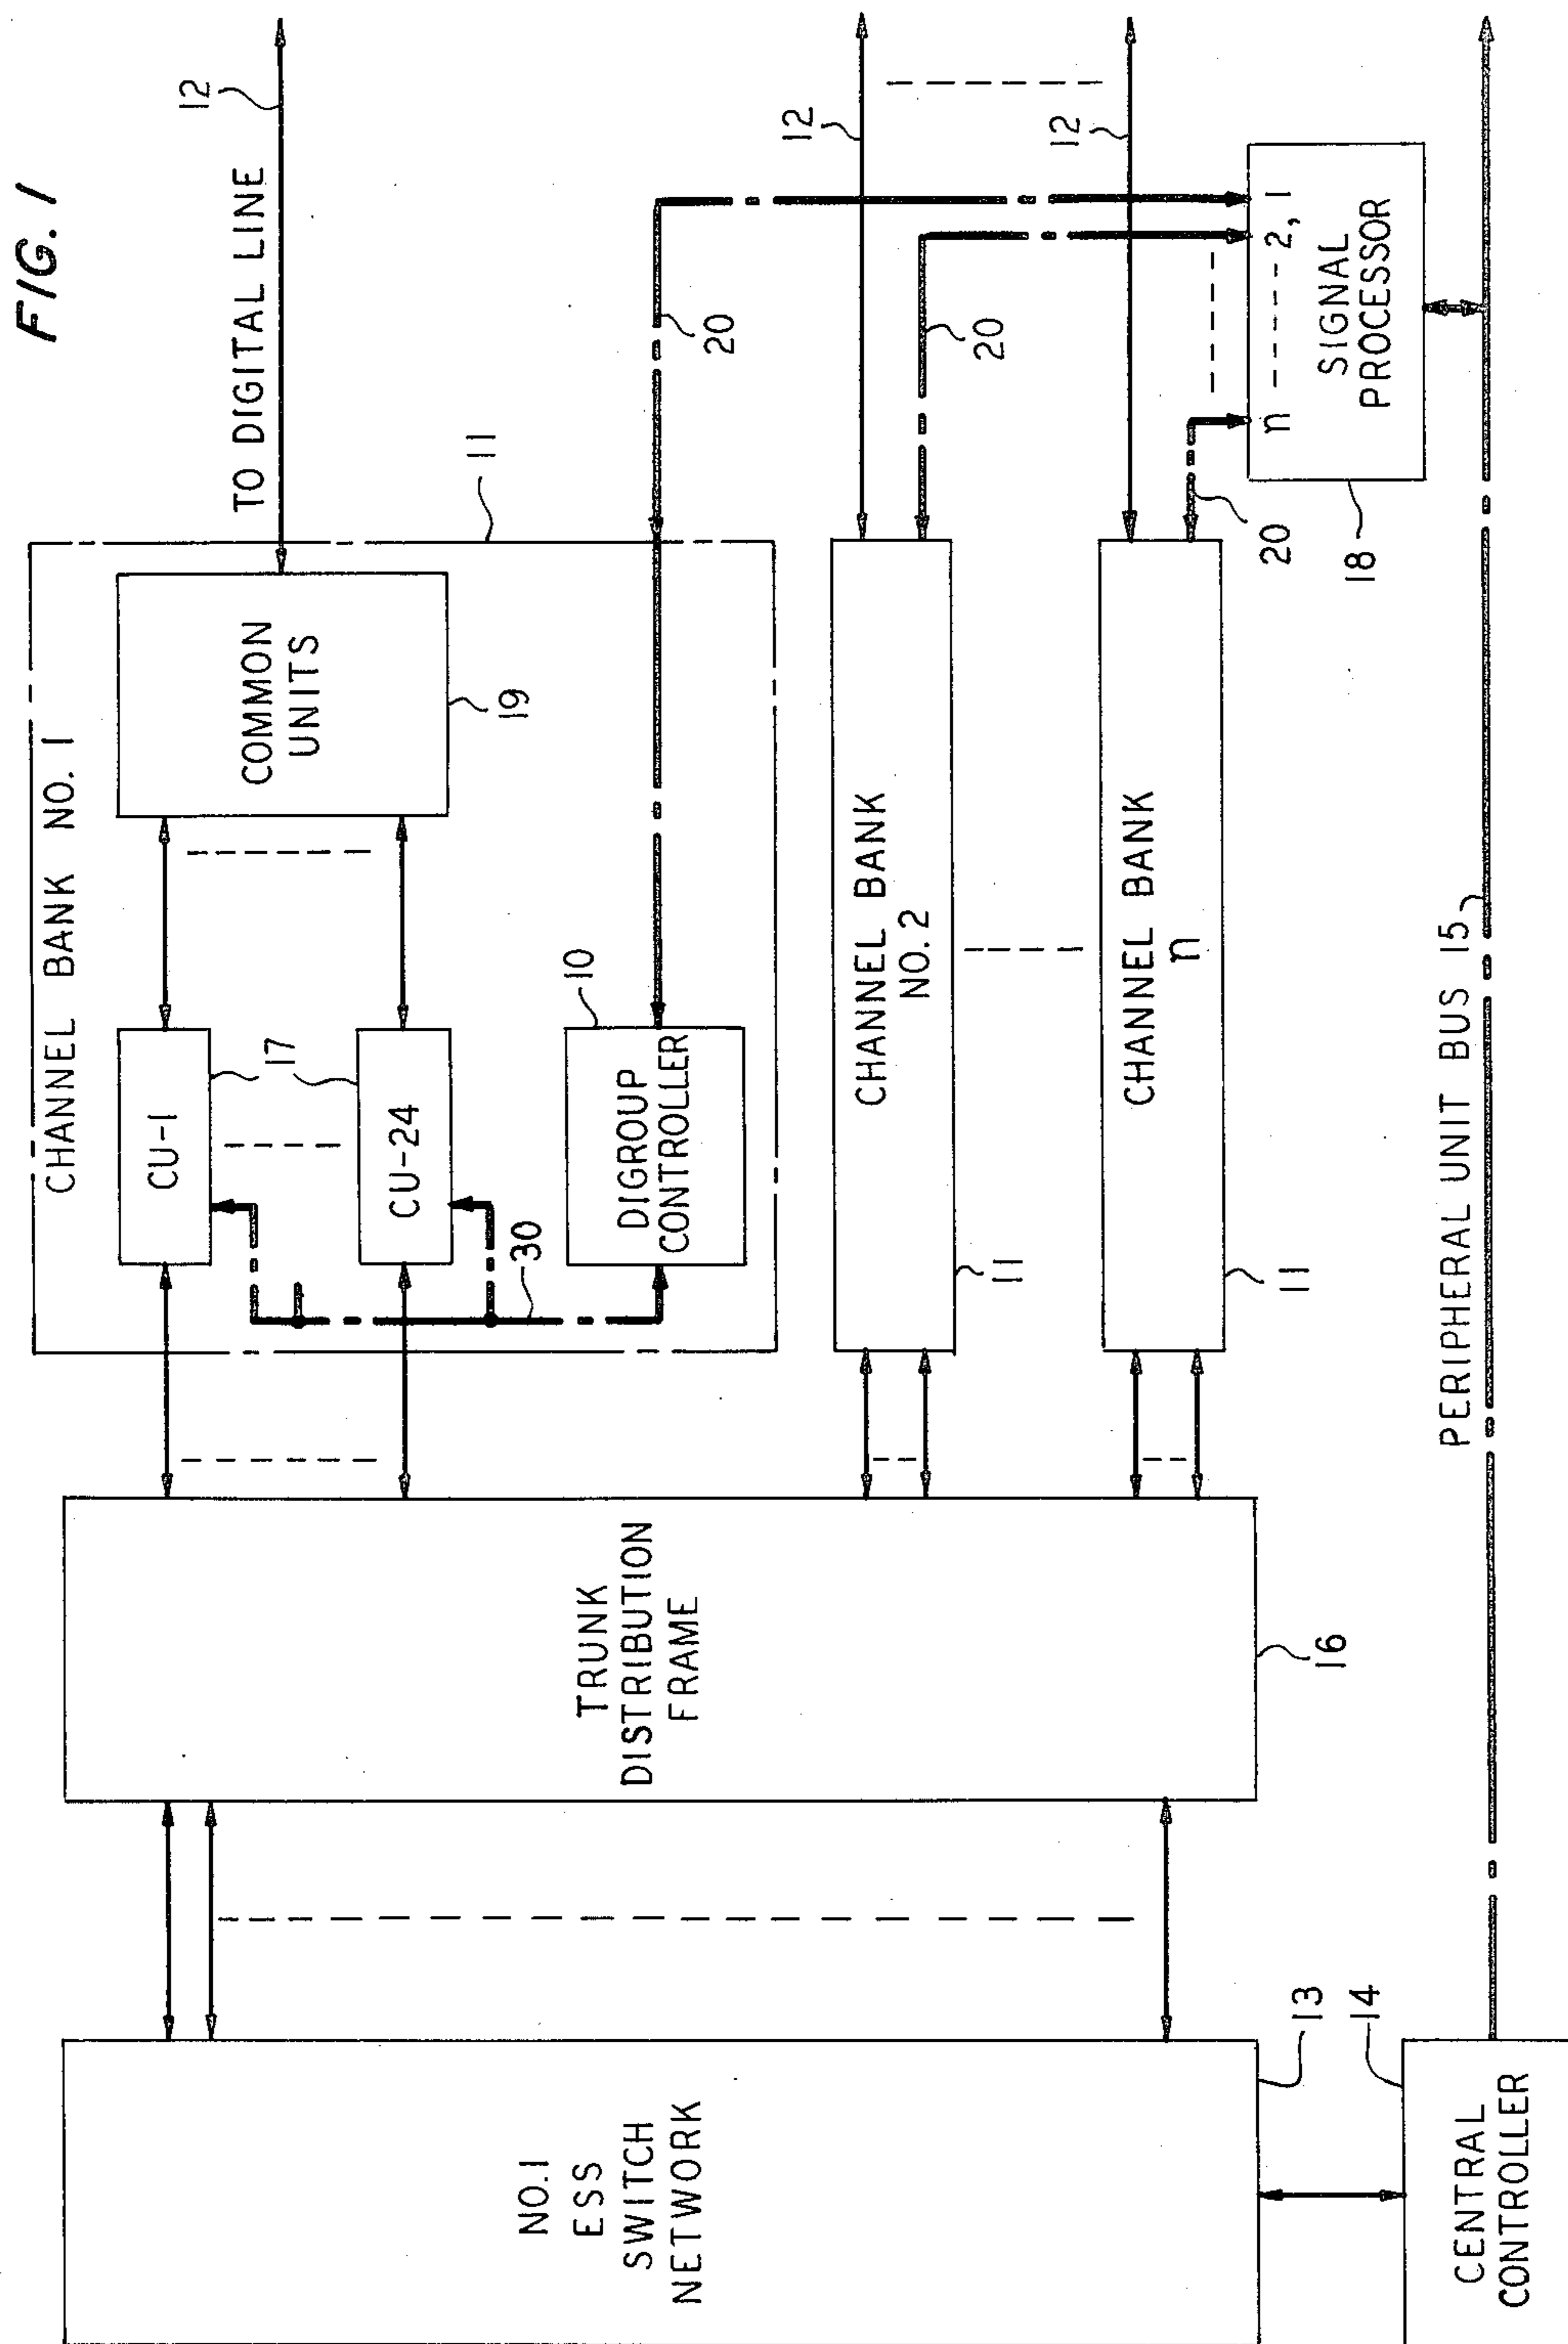 FIG. 1
NO. 1
ESS
SWITCH
NETWORK
13
CENTRAL
CONTROLLER
14
TRUNK
DISTRIBUTION
FRAME
16
CHANNEL BANK NO. 1
CU-1
17
CU-24
30
DIGROUP
CONTROLLER
10
COMMON
UNITS
19
11
TO DIGITAL LINE
12
20
CHANNEL BANK
NO. 2
11
12
20
CHANNEL BANK
n
11
12
20
n ----- 2, 1
SIGNAL
PROCESSOR
18
PERIPHERAL UNIT BUS 15